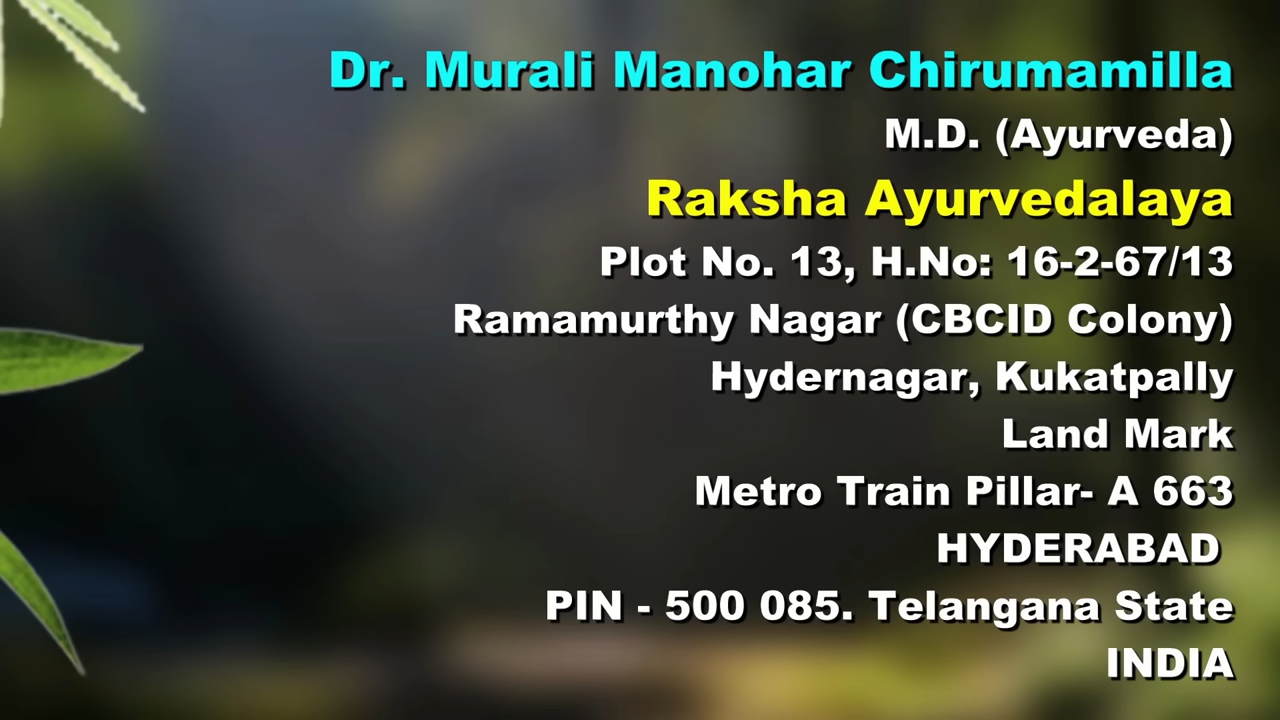 Dr. Murali Manohar Chirumamilla
M.D. (Ayurveda)
Raksha Ayurvedalaya
Plot No. 13, H.No: 16-2-67/13
Ramamurthy Nagar (CBCID Colony)
Hydernagar, Kukatpally
Land Mark
Metro Train Pillar- A 663
HYDERABAD
PIN - 500 085. Telangana State
INDIA